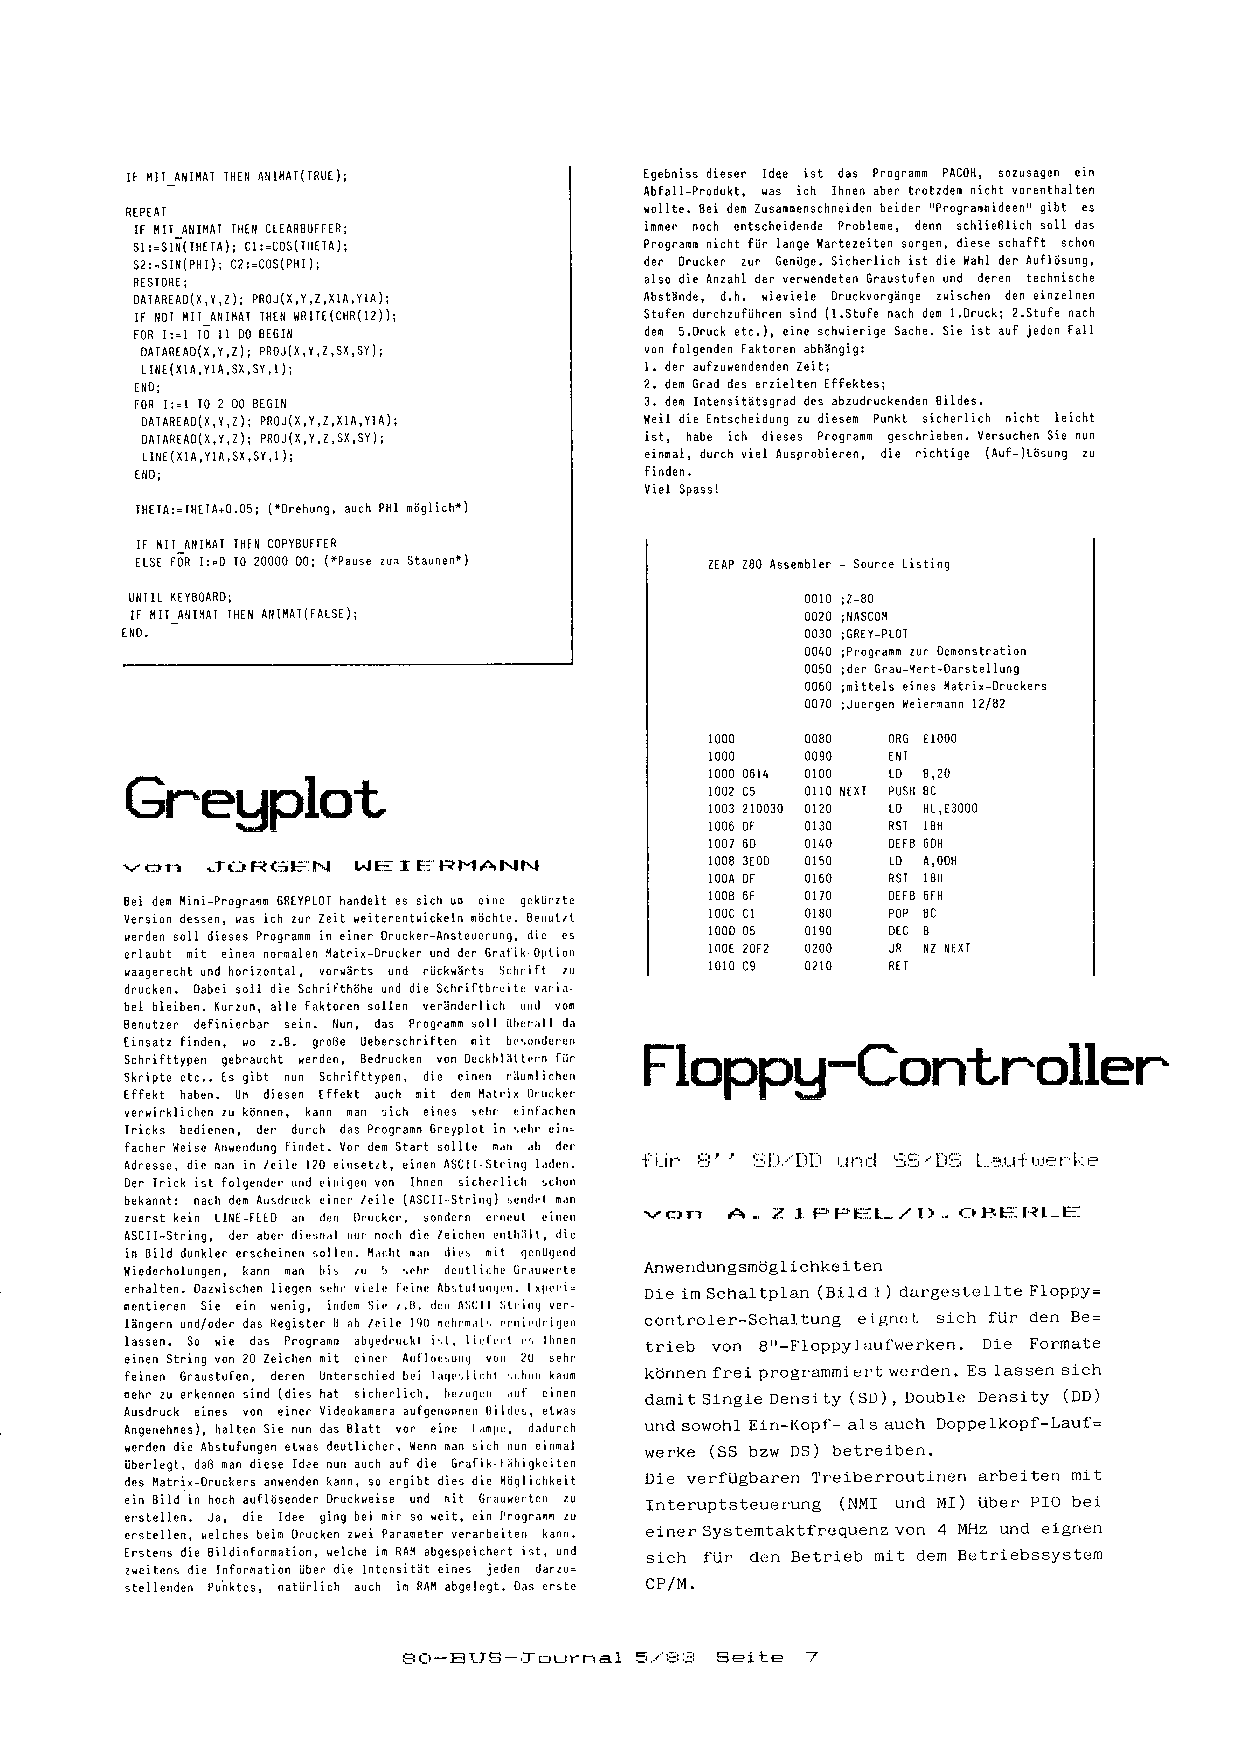 IF MIT_ANIMAT THEN ANIMAT(TRUE);
REPEAT
IF MIT_ANIMAT THEN CLEARBUFFER;
S1:=SIN(THETA); C1:=COS(THETA);
S2:=SIN(PHI); C2:=COS(PHI);
RESTORE;
DATAREAD(X,Y,Z); PROJ(X,Y,Z,X1A,Y1A);
IF NOT MIT_ANIMAT THEN WRITE(CHR(12));
FOR I:=1 TO 11 DO BEGIN
DATAREAD(X,Y,Z); PROJ(X,Y,Z,SX,SY);
LINE(X1A,Y1A,SX,SY,1);
END;
FOR I:=1 TO 2 DO BEGIN
DATAREAD(X,Y,Z); PROJ(X,Y,Z,X1A,Y1A);
DATAREAD(X,Y,Z); PROJ(X,Y,Z,SX,SY);
LINE(X1A,Y1A,SX,SY,1);
END;
THETA:=THETA+0.05; (*Drehung, auch PHI möglich*)
IF MIT_ANIMAT THEN COPYBUFFER
ELSE FOR I:=0 TO 20000 DO; (*Pause zum Staunen*)
UNTIL KEYBOARD;
IF MIT_ANIMAT THEN ANIMAT(FALSE);
END.
Greyplot
von JÜRGEN WEIERMANN
Bei dem Mini-Programm GREYPLOT handelt es sich um eine gekürzte
Version dessen, was ich zur Zeit weiterentwickeln möchte. Benutzt
werden soll dieses Programm in einer Drucker-Ansteuerung, die es
erlaubt mit einen normalen Matrix-Drucker und der Grafik-Option
waagerecht und horizontal, vorwärts und rückwärts Schrift zu
drucken. Dabei soll die Schrifthöhe und die Schriftbreite varia-
bel bleiben. Kurzum, alle Faktoren sollen veränderlich und vom
Benutzer definierbar sein. Nun, das Programm soll überall da
Einsatz finden, wo z.B. große Ueberschriften mit besonderen
Schrifttypen gebraucht werden, Bedrucken von Deckblättern für
Skripte etc.. Es gibt nun Schrifttypen, die einen räumlichen
Effekt haben. Um diesen Effekt auch mit dem Matrix Drucker
verwirklichen zu können, kann man sich eines sehr einfachen
Tricks bedienen, der durch das Programm Greyplot in sehr ein=
facher Weise Anwendung findet. Vor dem Start sollte man ab der
Adresse, die man in Zeile 120 einsetzt, einen ASCII-String laden.
Der Trick ist folgender und einigen von Ihnen sicherlich schon
bekannt: nach dem Ausdruck einer Zeile (ASCII-String) sendet man
zuerst kein LINE-FEED an den Drucker, sondern erneut einen
ASCII-String, der aber diesmal nur noch die Zeichen enthält, die
im Bild dunkler erscheinen sollen. Macht man dies mit genügend
Wiederholungen, kann man bis zu 5 sehr deutliche Grauwerte
erhalten. Dazwischen liegen sehr viele feine Abstufungen. Experi=
mentieren Sie ein wenig, indem Sie z.B. den ASCII String ver-
längern und/oder das Register B ab Zeile 190 mehrmals erniedrigen
lassen. So wie das Programm abgedruckt ist, liefert es Ihnen
einen String von 20 Zeichen mit einer Aufloesung von 20 sehr
feinen Graustufen, deren Unterschied bei Tageslicht schon kaum
mehr zu erkennen sind (dies hat sicherlich, bezogen auf einen
Ausdruck eines von einer Videokamera aufgenommen Bildes, etwas
Angenehmes), halten Sie nun das Blatt vor eine Lampe, dadurch
werden die Abstufungen etwas deutlicher. Wenn man sich nun einmal
überlegt, daß man diese Idee nun auch auf die Grafik-Fähigkeiten
des Matrix-Druckers anwenden kann, so ergibt dies die Möglichkeit
ein Bild in hoch auflösender Druckweise und mit Grauwerten zu
erstellen. Ja, die Idee ging bei mir so weit, ein Programm zu
erstellen, welches beim Drucken zwei Parameter verarbeiten kann.
Erstens die Bildinformation, welche im RAM abgespeichert ist, und
zweitens die Information über die Intensität eines jeden darzu=
stellenden Punktes, natürlich auch im RAM abgelegt. Das erste
Egebniss dieser Idee ist das Programm PACOH, sozusagen ein
Abfall-Produkt, was ich Ihnen aber trotzdem nicht vorenthalten
wollte. Bei dem Zusammenschneiden beider "Programmideen" gibt es
immer noch entscheidende Probleme, denn schließlich soll das
Programm nicht für lange Wartezeiten sorgen, diese schafft schon
der Drucker zur Genüge. Sicherlich ist die Wahl der Auflösung,
also die Anzahl der verwendeten Graustufen und deren technische
Abstände, d.h. wieviele Druckvorgänge zwischen den einzelnen
Stufen durchzuführen sind (1.Stufe nach dem 1.Druck; 2.Stufe nach
dem 5.Druck etc.), eine schwierige Sache. Sie ist auf jeden Fall
von folgenden Faktoren abhängig:
1. der aufzuwendenden Zeit;
2. dem Grad des erzielten Effektes;
3. dem Intensitätsgrad des abzudruckenden Bildes.
Weil die Entscheidung zu diesem Punkt sicherlich nicht leicht
ist, habe ich dieses Programm geschrieben. Versuchen Sie nun
einmal, durch viel Ausprobieren, die richtige (Auf-)Lösung zu
finden.
Viel Spass!
ZEAP Z80 Assembler - Source Listing
0010 ;Z-80
0020 ;NASCOM
0030 ;GREY-PLOT
0040 ;Programm zur Demonstration
0050 ;der Grau-Wert-Darstellung
0060 ;mittels eines Matrix-Druckers
0070 ;Juergen Weiermann 12/82
1000 0080 ORG £1000
1000 0090 ENT
1000 0614 0100 LD B,20
1002 C5 0110 NEXT PUSH BC
1003 210030 0120 LD HL,£3000
1006 DF 0130 RST 18H
1007 6D 0140 DEFB 6DH
1008 3E0D 0150 LD A,0DH
100A DF 0160 RST 18H
100B 6F 0170 DEFB 6FH
100C C1 0180 POP BC
100D 05 0190 DEC B
100E 20F2 0200 JR NZ NEXT
1010 C9 0210 RET
Floppy-Controller
für 8'' SD/DD und SS/DS Laufwerke
von A. ZIPPEL/D. OBERLE
Anwendungsmöglichkeiten
Die im Schaltplan (Bild 1) dargestellte Floppy=
controler-Schaltung eignet sich für den Be=
trieb von 8"-Floppylaufwerken. Die Formate
können frei programmiert werden. Es lassen sich
damit Single Density (SD), Double Density (DD)
und sowohl Ein-Kopf- als auch Doppelkopf-Lauf=
werke (SS bzw DS) betreiben.
Die verfügbaren Treiberroutinen arbeiten mit
Interuptsteuerung (NMI und MI) über PIO bei
einer Systemtaktfrequenz von 4 MHz und eignen
sich für den Betrieb mit dem Betriebssystem
CP/M.
80-BUS-Journal 5/83 Seite 7